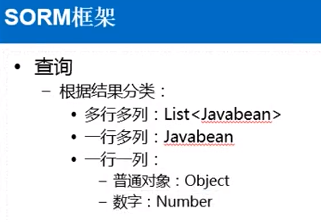 SORM框架
• 查询
– 根据结果分类：
• 多行多列：List<Javabean>
• 一行多列：Javabean
• 一行一列：
– 普通对象：Object
– 数字：Number